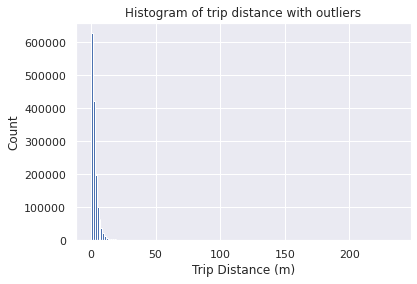 Histogram of trip distance with outliers
600000
500000
400000
300000
200000
100000
0
Count
0 50 100 150 200
Trip Distance (m)